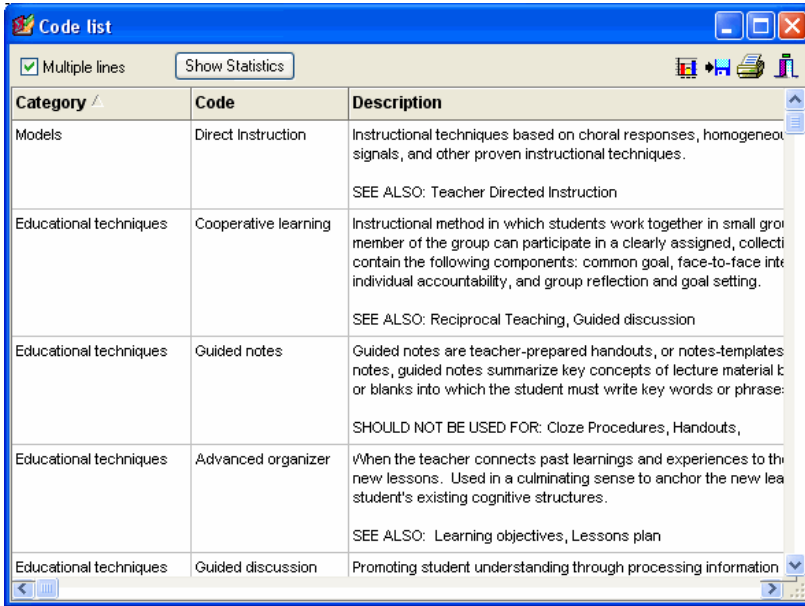 Code list
Multiple lines Show Statistics
Category Code Description
Models Direct Instruction Instructional techniques based on choral responses,
signals, and other proven instructional techniques.
SEE ALSO: Teacher Directed Instruction
Educational techniques Cooperative learning Instructional method in which students work together in small
member of the group can participate in a clearly assigned,
contain the following components: common goal, face-to-face
individual accountability, and group reflection and goal setting.
SEE ALSO: Reciprocal Teaching, Guided discussion
Educational techniques Guided notes Guided notes are teacher-prepared handouts, or notes-templates
notes, guided notes summarize key concepts of lecture material
or blanks into which the student must write key words or
SHOULD NOT BE USED FOR: Cloze Procedures, Handouts,
Educational techniques Advanced organizer When the teacher connects past learnings and experiences to
new lessons. Used in a culminating sense to anchor the new
student's existing cognitive structures.
SEE ALSO: Learning objectives, Lessons plan
Educational techniques Guided discussion Promoting student understanding through processing information